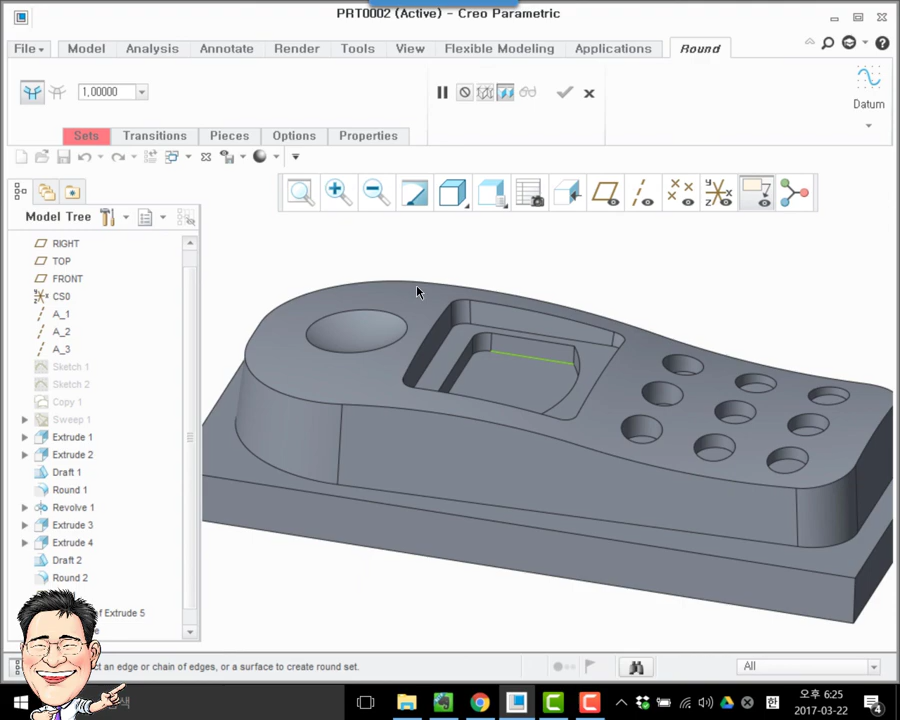 PRT0002 (Active) - Creo Parametric
File
Model
Analysis
Annotate
Render
Tools
View
Flexible Modeling
Applications
Round
1,00000
Datum
Sets
Transitions
Pieces
Options
Properties
Model Tree
RIGHT
TOP
FRONT
CS0
A_1
A_2
A_3
Sketch 1
Sketch 2
Copy 1
Sweep 1
Extrude 1
Extrude 2
Draft 1
Round 1
Revolve 1
Extrude 3
Extrude 4
Draft 2
Round 2
of Extrude 5
an edge or chain of edges, or a surface to create round set.
All
오후 6:25
2017-03-22
한
4